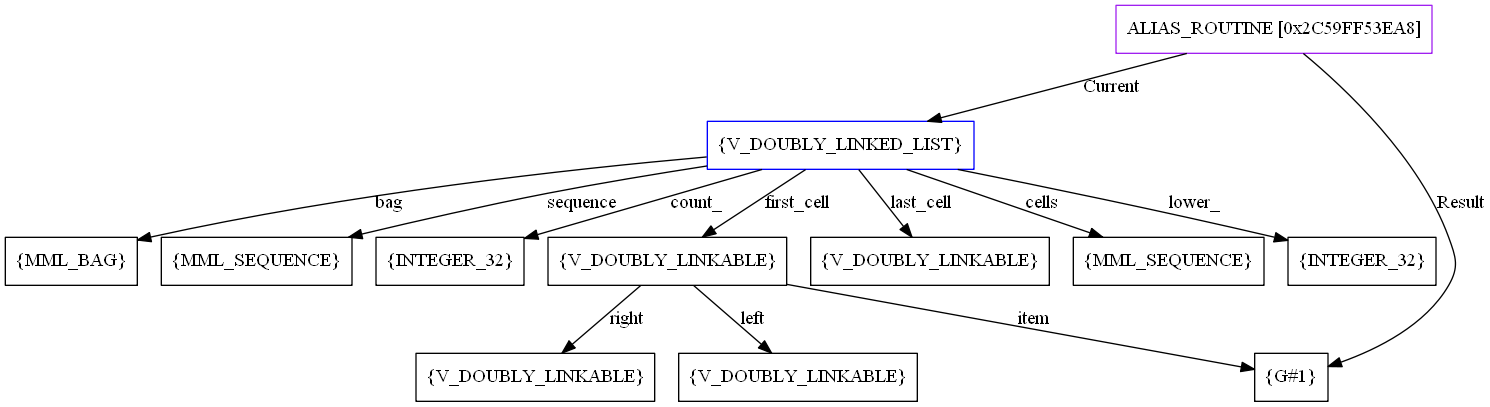 ALIAS_ROUTINE [0x2C59FF53EA8]
Current
{V_DOUBLY_LINKED_LIST}
bag
sequence
count_
first_cell
last_cell
cells
lower_
Result
{MML_BAG}
{MML_SEQUENCE}
{INTEGER_32}
{V_DOUBLY_LINKABLE}
{V_DOUBLY_LINKABLE}
{MML_SEQUENCE}
{INTEGER_32}
right
left
item
{V_DOUBLY_LINKABLE}
{V_DOUBLY_LINKABLE}
{G#1}